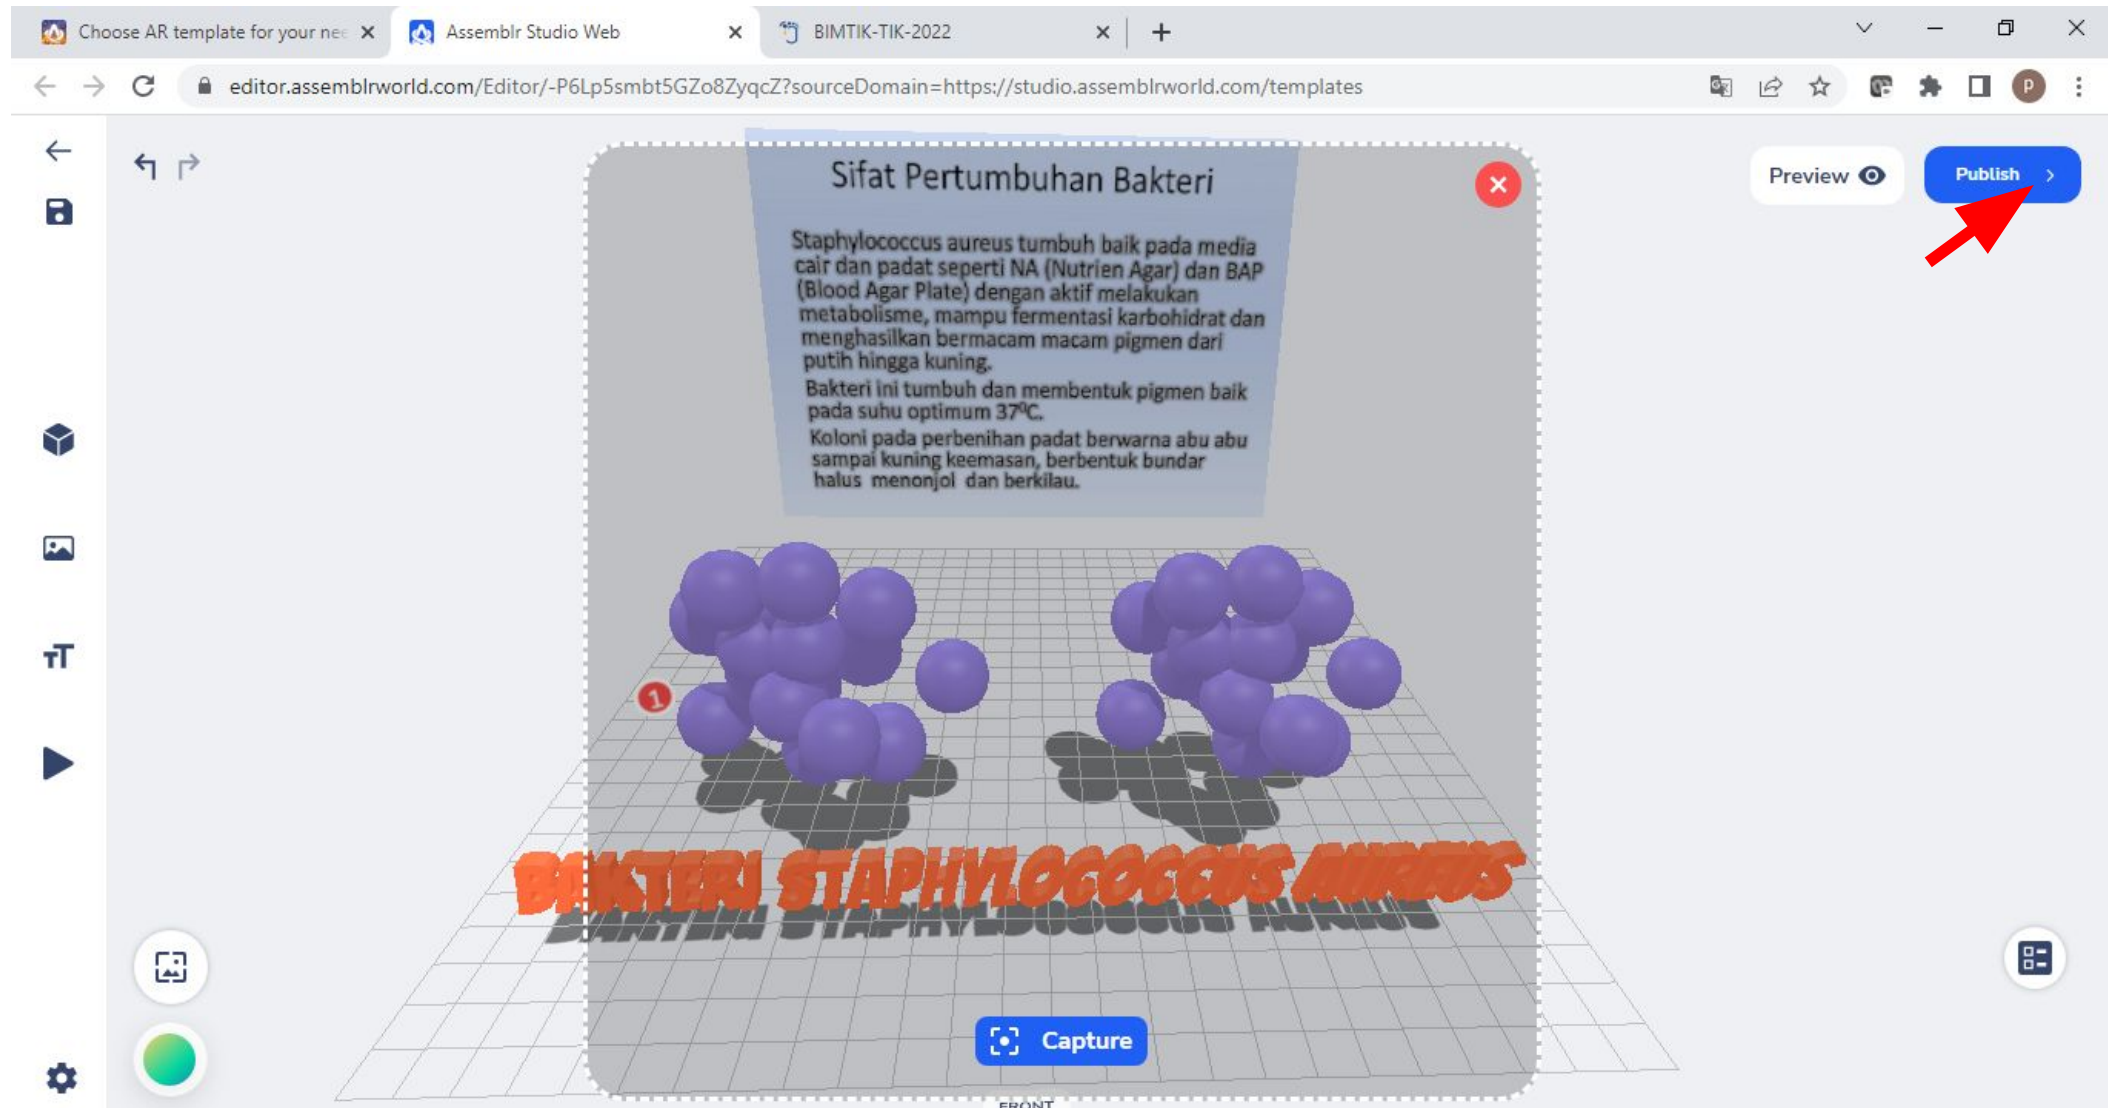 Choose AR template for your nee
Assemblr Studio Web
BIMTIK-TIK-2022
editor.assemblrworld.com/Editor/-P6Lp5smbt5GZo8ZyqcZ?sourceDomain=https://studio.assemblrworld.com/templates
P
Preview
Publish
Sifat Pertumbuhan Bakteri
Staphylococcus aureus tumbuh baik pada media
cair dan padat seperti NA (Nutrien Agar) dan BAP
(Blood Agar Plate) dengan aktif melakukan
metabolisme, mampu fermentasi karbohidrat dan
menghasilkan bermacam macam pigmen dari
putih hingga kuning.
Bakteri ini tumbuh dan membentuk pigmen baik
pada suhu optimum 37⁰C.
Koloni pada perbenihan padat berwarna abu abu
sampai kuning keemasan, berbentuk bundar
halus menonjol dan berkilau.
TT
1
BAKTERI STAPHYLOCOCCUS AUREUS
Capture
FRONT